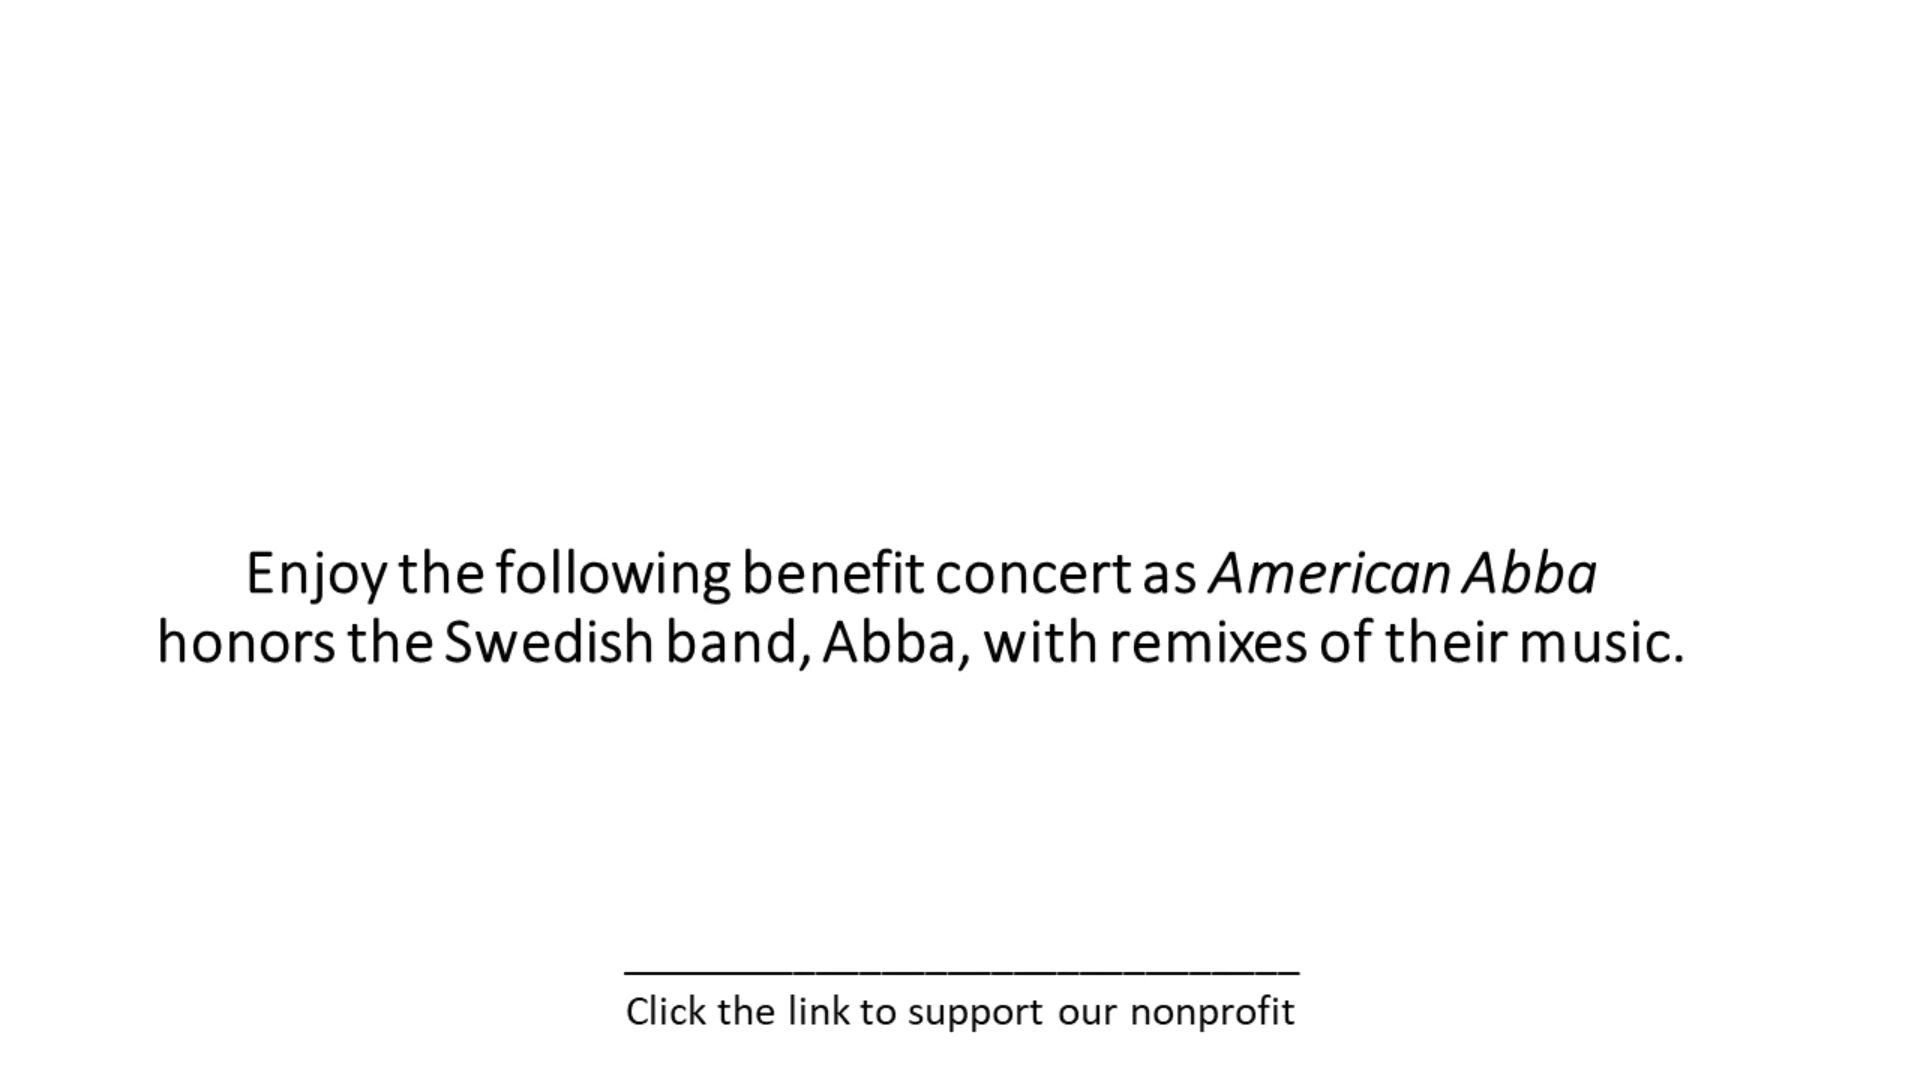 Enjoy the following benefit concert as American Abba
honors the Swedish band, Abba, with remixes of their music.
Click the link to support our nonprofit